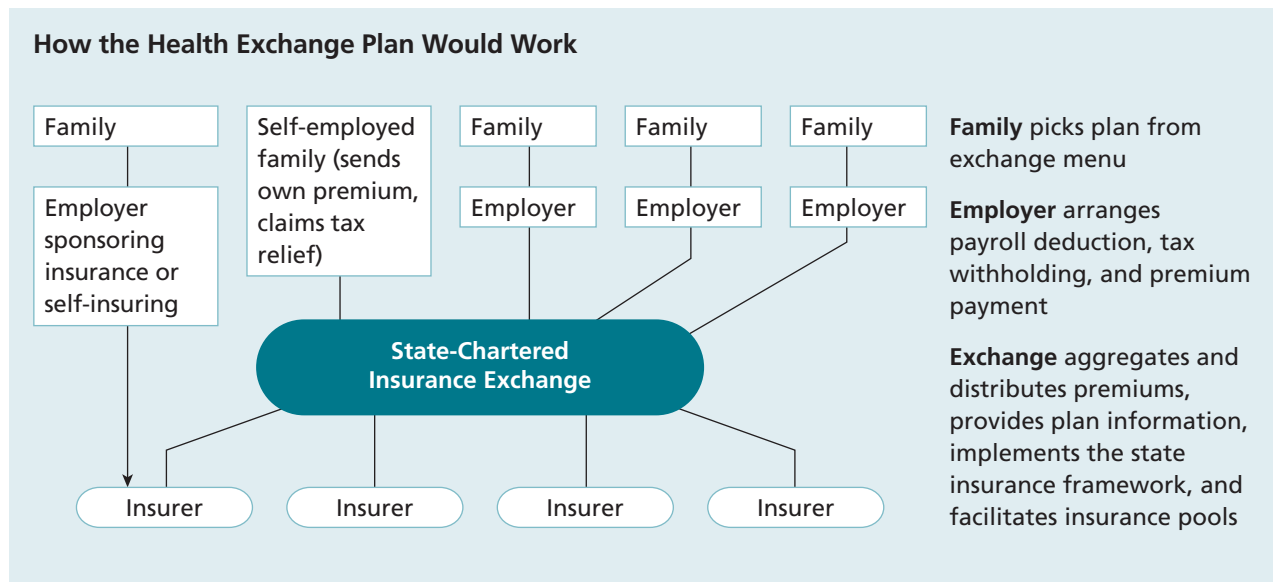 How the Health Exchange Plan Would Work
Family
Employer
sponsoring
insurance or
self-insuring
Self-employed
family (sends
own premium,
claims tax
relief)
Family
Employer
Family
Employer
Family
Employer
State-Chartered
Insurance Exchange
Insurer
Insurer
Insurer
Insurer
Family picks plan from
exchange menu
Employer arranges
payroll deduction, tax
withholding, and premium
payment
Exchange aggregates and
distributes premiums,
provides plan information,
implements the state
insurance framework, and
facilitates insurance pools